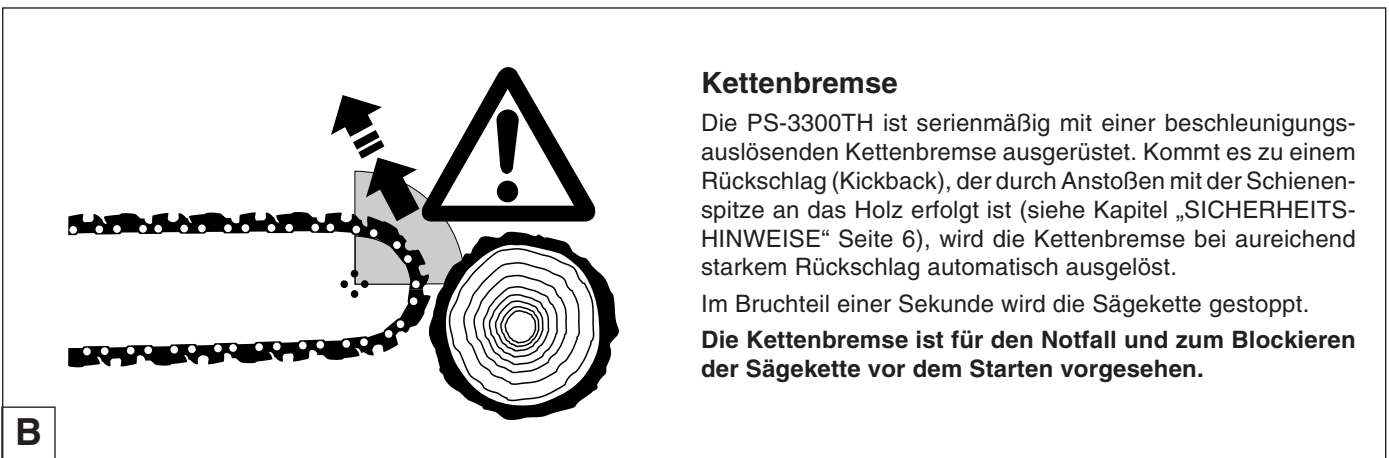 Kettenbremse
Die PS-3300TH ist serienmäßig mit einer beschleunigungs-
auslösenden Kettenbremse ausgerüstet. Kommt es zu einem
Rückschlag (Kickback), der durch Anstoßen mit der Schienen-
spitze an das Holz erfolgt ist (siehe Kapitel „SICHERHEITS-
HINWEISE“ Seite 6), wird die Kettenbremse bei aureichend
starkem Rückschlag automatisch ausgelöst.
Im Bruchteil einer Sekunde wird die Sägekette gestoppt.
Die Kettenbremse ist für den Notfall und zum Blockieren
der Sägekette vor dem Starten vorgesehen.
B